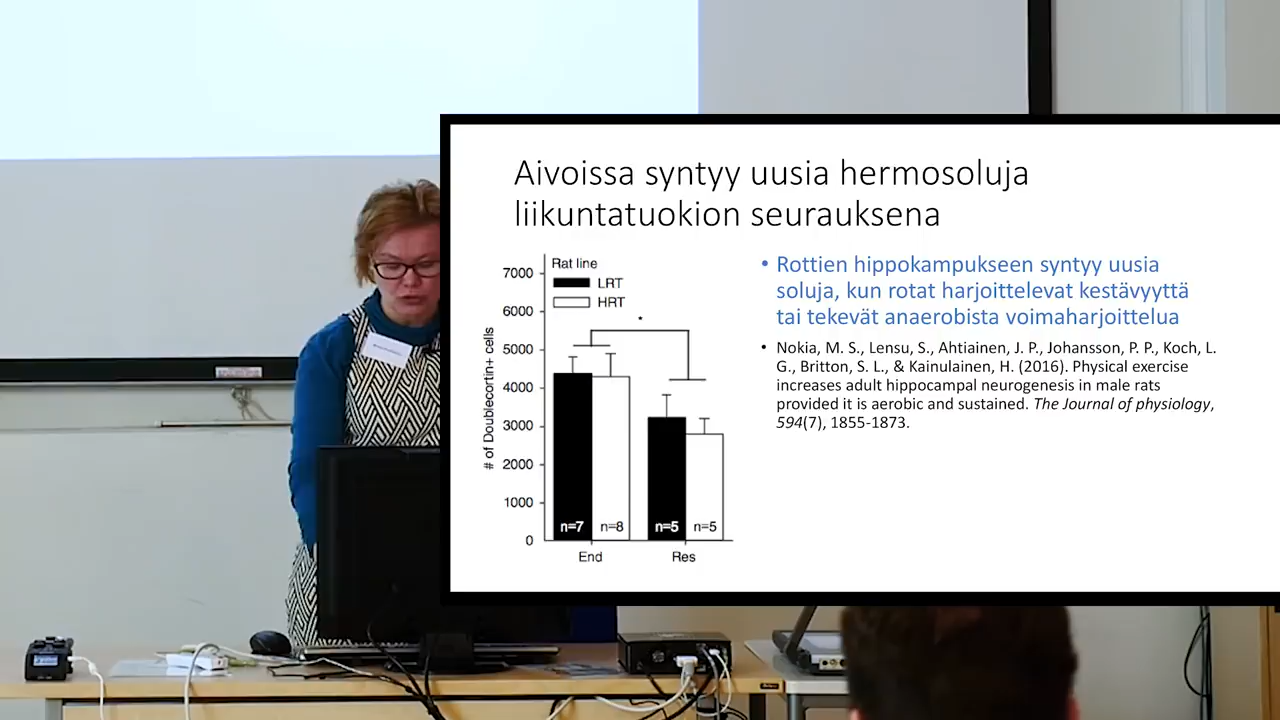 Aivoissa syntyy uusia hermosoluja
liikuntatuokion seurauksena
Rat line
LRT
HRT
*
7000
6000
5000
4000
3000
2000
1000
0
# of Doublecortin+ cells
n=7
n=8
n=5
n=5
End
Res
• Rottien hippokampukseen syntyy uusia
soluja, kun rotat harjoittelevat kestävyyttä
tai tekevät anaerobista voimaharjoittelua
• Nokia, M. S., Lensu, S., Ahtiainen, J. P., Johansson, P. P., Koch, L.
G., Britton, S. L., & Kainulainen, H. (2016). Physical exercise
increases adult hippocampal neurogenesis in male rats
provided it is aerobic and sustained. The Journal of physiology,
594(7), 1855-1873.